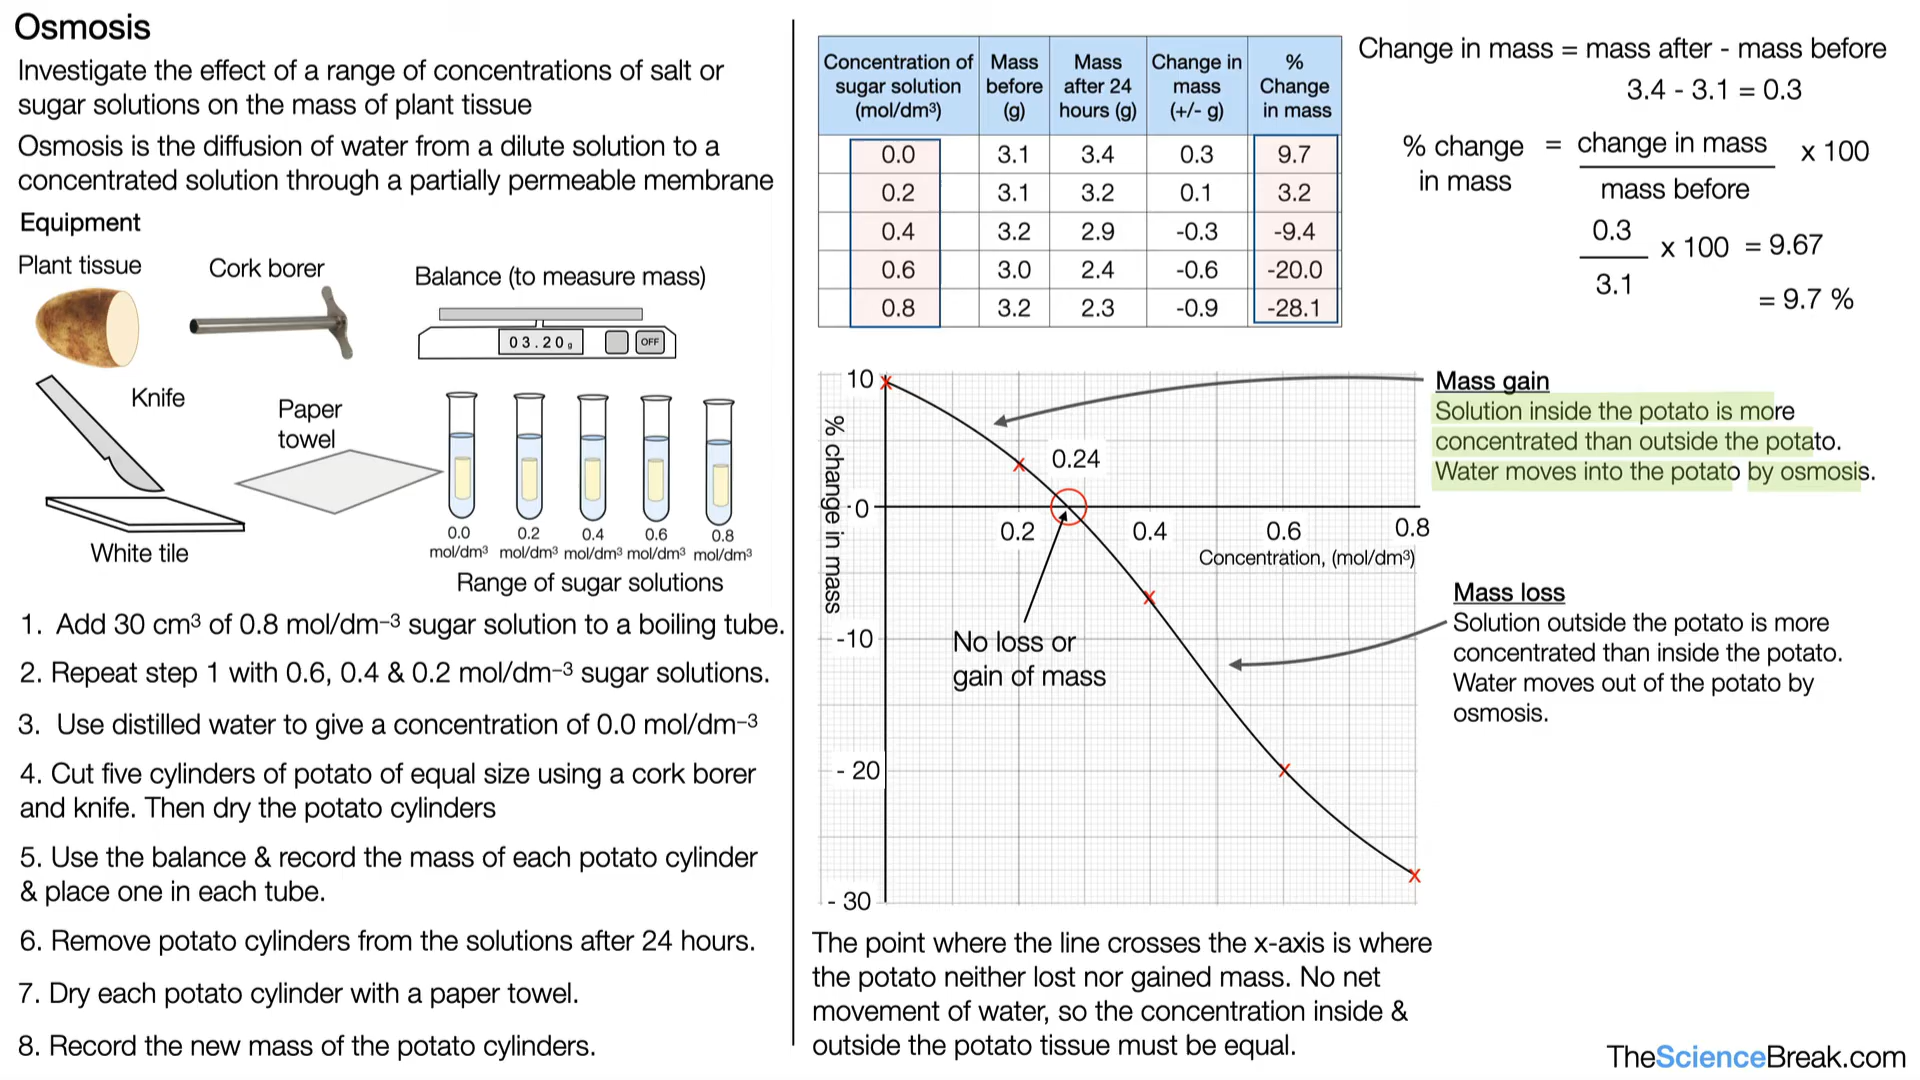 Osmosis
Investigate the effect of a range of concentrations of salt or
sugar solutions on the mass of plant tissue
Osmosis is the diffusion of water from a dilute solution to a
concentrated solution through a partially permeable membrane
Equipment
Plant tissue
Cork borer
Balance (to measure mass)
03.20g
OFF
Knife
Paper
towel
White tile
0.0 0.2 0.4 0.6 0.8
mol/dm³ mol/dm³ mol/dm³ mol/dm³ mol/dm³
Range of sugar solutions
1. Add 30 cm³ of 0.8 mol/dm⁻³ sugar solution to a boiling tube.
2. Repeat step 1 with 0.6, 0.4 & 0.2 mol/dm⁻³ sugar solutions.
3. Use distilled water to give a concentration of 0.0 mol/dm⁻³
4. Cut five cylinders of potato of equal size using a cork borer
and knife. Then dry the potato cylinders
5. Use the balance & record the mass of each potato cylinder
& place one in each tube.
6. Remove potato cylinders from the solutions after 24 hours.
7. Dry each potato cylinder with a paper towel.
8. Record the new mass of the potato cylinders.
Concentration of Mass Mass Change in %
sugar solution before after 24 mass Change
(mol/dm³) (g) hours (g) (+/- g) in mass
0.0 3.1 3.4 0.3 9.7
0.2 3.1 3.2 0.1 3.2
0.4 3.2 2.9 -0.3 -9.4
0.6 3.0 2.4 -0.6 -20.0
0.8 3.2 2.3 -0.9 -28.1
Change in mass = mass after - mass before
3.4 - 3.1 = 0.3
% change = change in mass x 100
in mass mass before
0.3 x 100 = 9.67
3.1
= 9.7 %
10
0
-10
- 20
- 30
% change in mass
0.24
0.2 0.4 0.6 0.8
Concentration, (mol/dm³)
No loss or
gain of mass
Mass gain
Solution inside the potato is more
concentrated than outside the potato.
Water moves into the potato by osmosis.
Mass loss
Solution outside the potato is more
concentrated than inside the potato.
Water moves out of the potato by
osmosis.
The point where the line crosses the x-axis is where
the potato neither lost nor gained mass. No net
movement of water, so the concentration inside &
outside the potato tissue must be equal.
TheScienceBreak.com